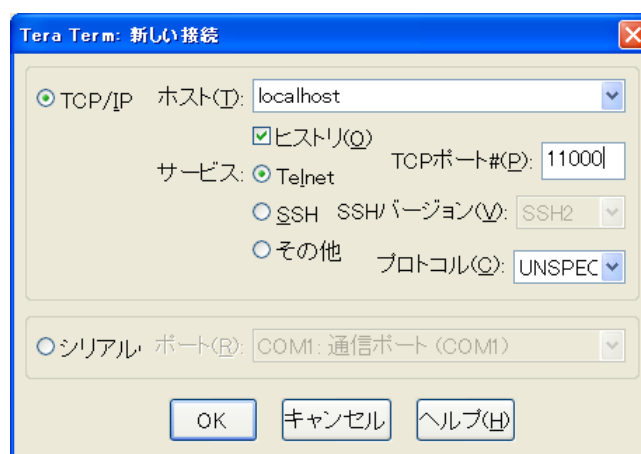 Tera Term: 新しい接続
TCP/IP ホスト(T): localhost
ヒストリ(O)
サービス: Telnet TCPポート#(P): 11000
SSH SSHバージョン(V): SSH2
その他 プロトコル(C): UNSPEC
シリアル ポート(R): COM1: 通信ポート (COM1)
OK キャンセル ヘルプ(H)